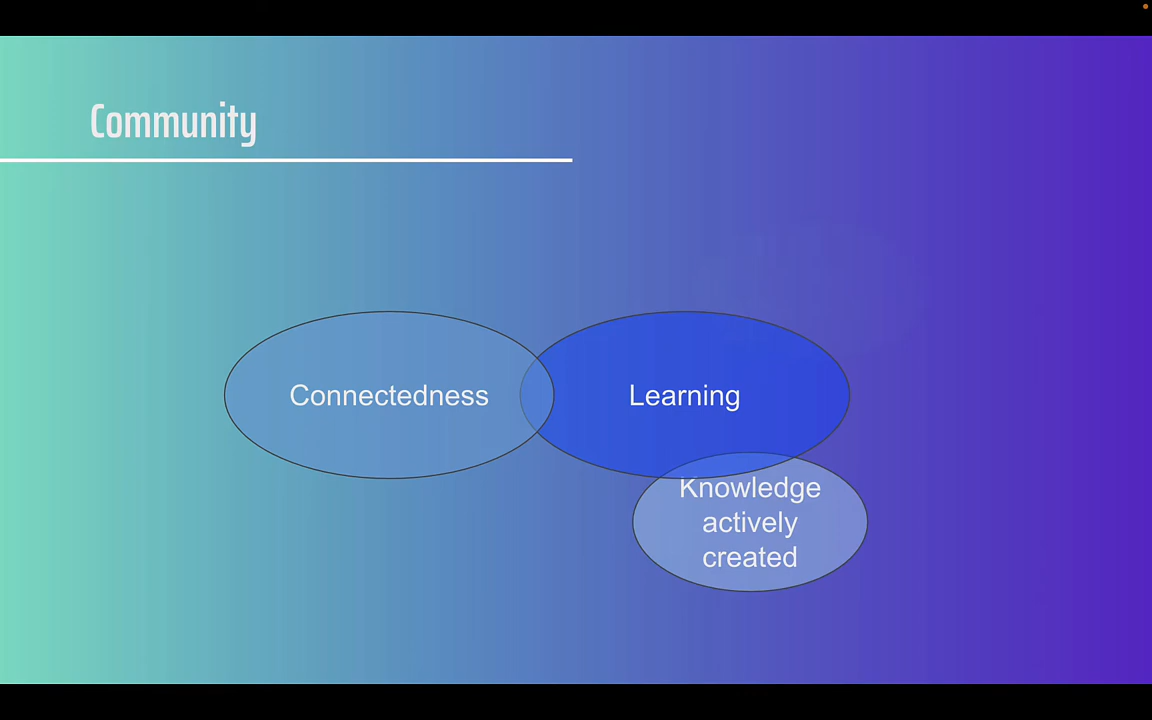 Community
Connectedness
Learning
Knowledge
actively
created